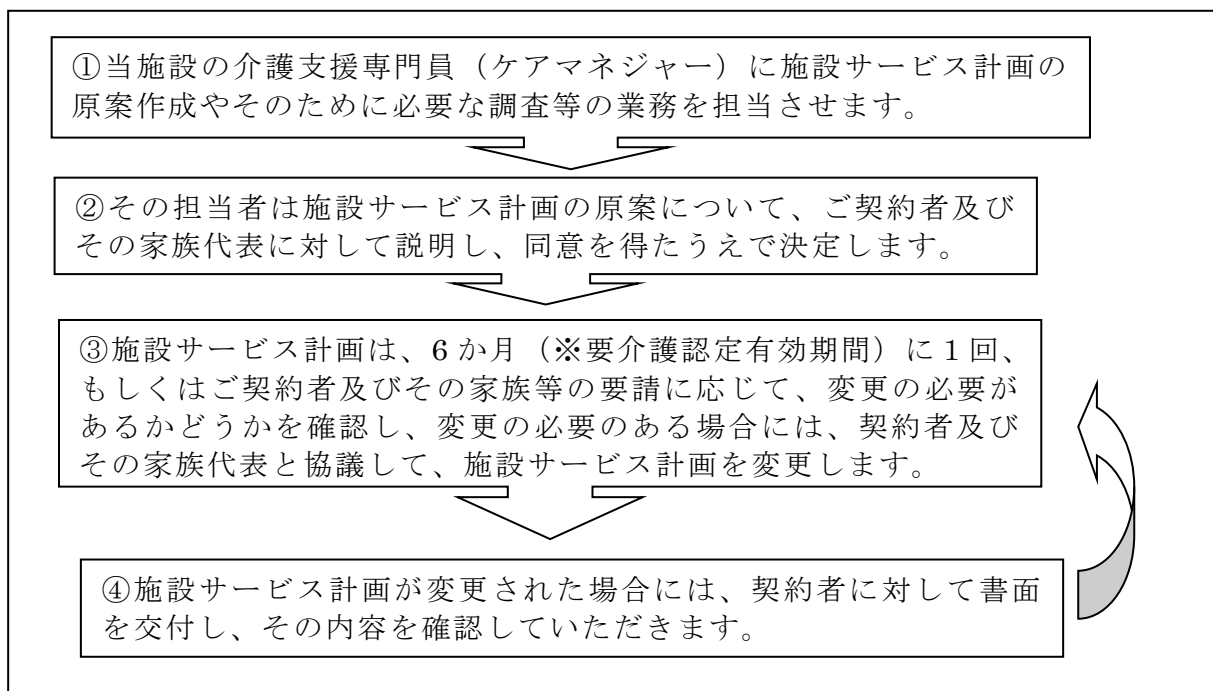 ①当施設の介護支援専門員（ケアマネジャー）に施設サービス計画の
原案作成やそのために必要な調査等の業務を担当させます。
②その担当者は施設サービス計画の原案について、ご契約者及び
その家族代表に対して説明し、同意を得たうえで決定します。
③施設サービス計画は、6か月（※要介護認定有効期間）に1回、
もしくはご契約者及びその家族等の要請に応じて、変更の必要が
あるかどうかを確認し、変更の必要のある場合には、契約者及び
その家族代表と協議して、施設サービス計画を変更します。
④施設サービス計画が変更された場合には、契約者に対して書面
を交付し、その内容を確認していただきます。